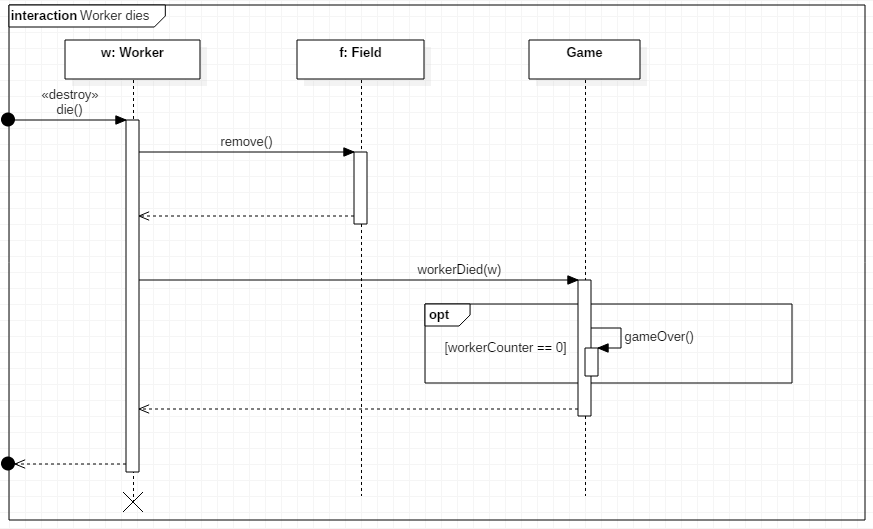 interaction Worker dies
w: Worker
f: Field
Game
«destroy»
die()
remove()
workerDied(w)
opt
gameOver()
[workerCounter == 0]